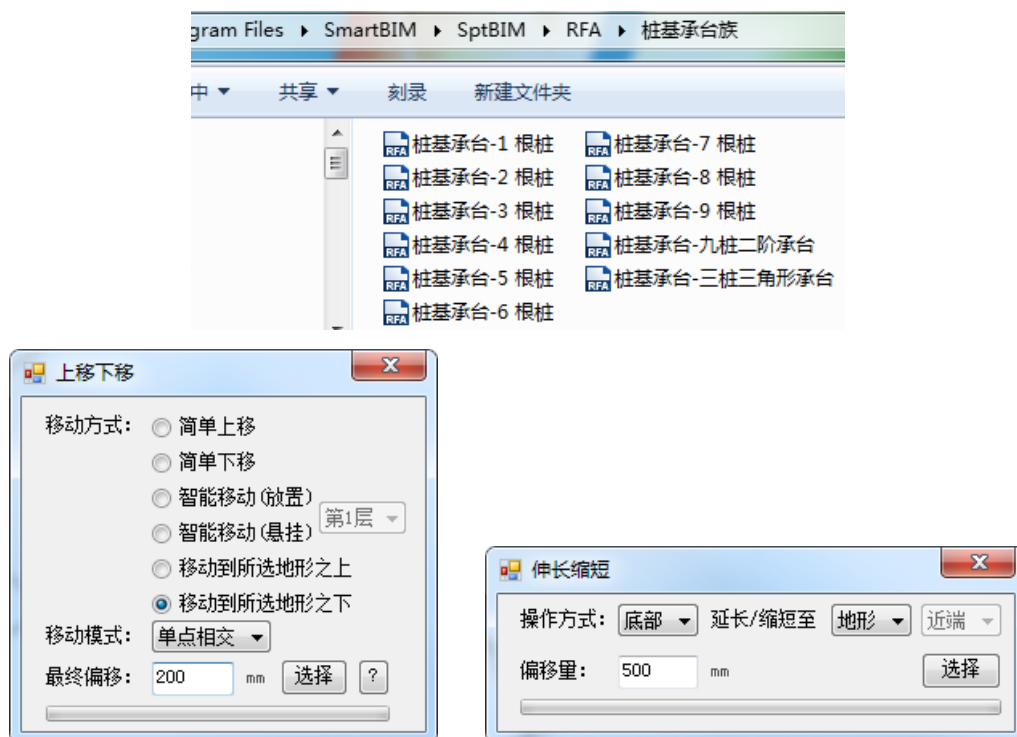 gram Files ▸ SmartBIM ▸ SptBIM ▸ RFA ▸ 桩基承台族
中 共享 刻录 新建文件夹
桩基承台-1 根桩 桩基承台-7 根桩
桩基承台-2 根桩 桩基承台-8 根桩
桩基承台-3 根桩 桩基承台-9 根桩
桩基承台-4 根桩 桩基承台-九桩二阶承台
桩基承台-5 根桩 桩基承台-三桩三角形承台
桩基承台-6 根桩
上移下移
移动方式: 简单上移
简单下移
智能移动(放置)
第1层
智能移动(悬挂)
移动到所选地形之上
移动到所选地形之下
移动模式: 单点相交
最终偏移: 200 mm 选择 ?
伸长缩短
操作方式: 底部 延长/缩短至 地形 近端
偏移量: 500 mm 选择